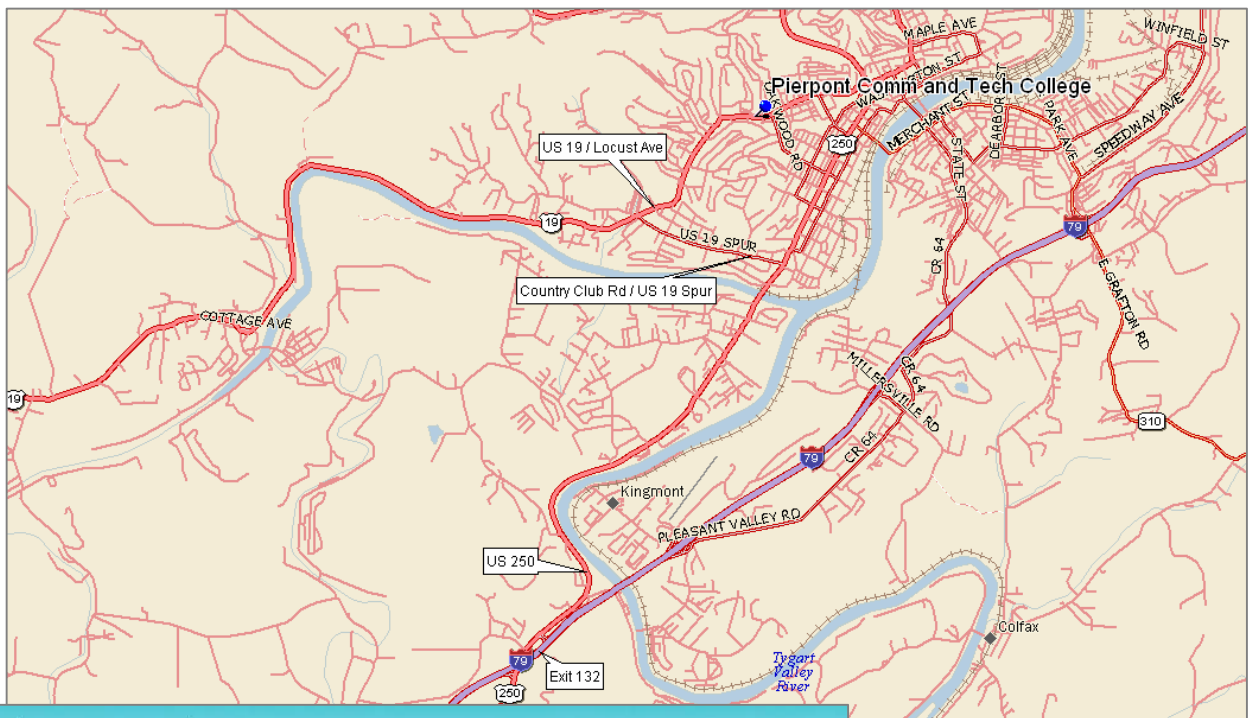 MAPLE AVE
WINFIELD ST
Pierpont Comm and Tech College
MERCHANT ST
DEARBOR ST
PARK AVE
SPEEDWAY AVE
STATE ST
250
US 19 / Locust Ave
19
US 19 SPUR
79
CR 64
E GRAFTON RD
Country Club Rd / US 19 Spur
COTTAGE AVE
19
CR 64
MILLERSVILLE RD
310
CR 64
79
Kingmont
PLEASANT VALLEY RD
US 250
Colfax
79
Exit 132
250
Tygart
Valley
River